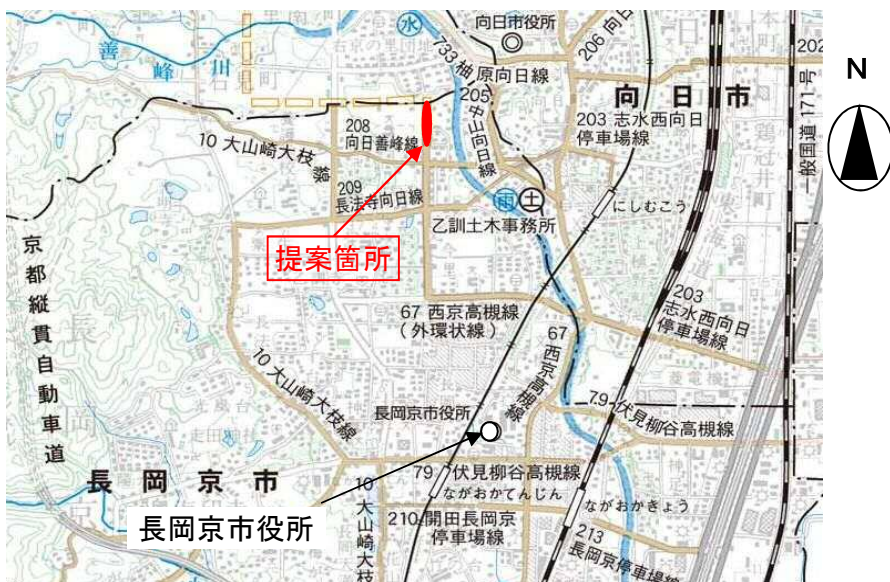 向日市役所
水
善峰川
733 柚原向日線
206 向日
202
N
205 中山向日線
向日市
203 志水西向日
停車場線
一般国道171号
208
向日善峰線
10 大山崎大枝線
209
長法寺向日線
雨
土
にしむこう
乙訓土木事務所
提案箇所
京都縦貫自動車道
67 西京高槻線
(外環状線)
67 西京高槻線
203
志水西向日
停車場線
10 大山崎大枝線
長岡京市役所
79 伏見柳谷高槻線
長岡京市
79 伏見柳谷高槻線
ながおかてんじん
ながおかきょう
長岡京市役所
10 大山崎大枝
210 開田長岡京
停車場線
213
長岡京停車場線